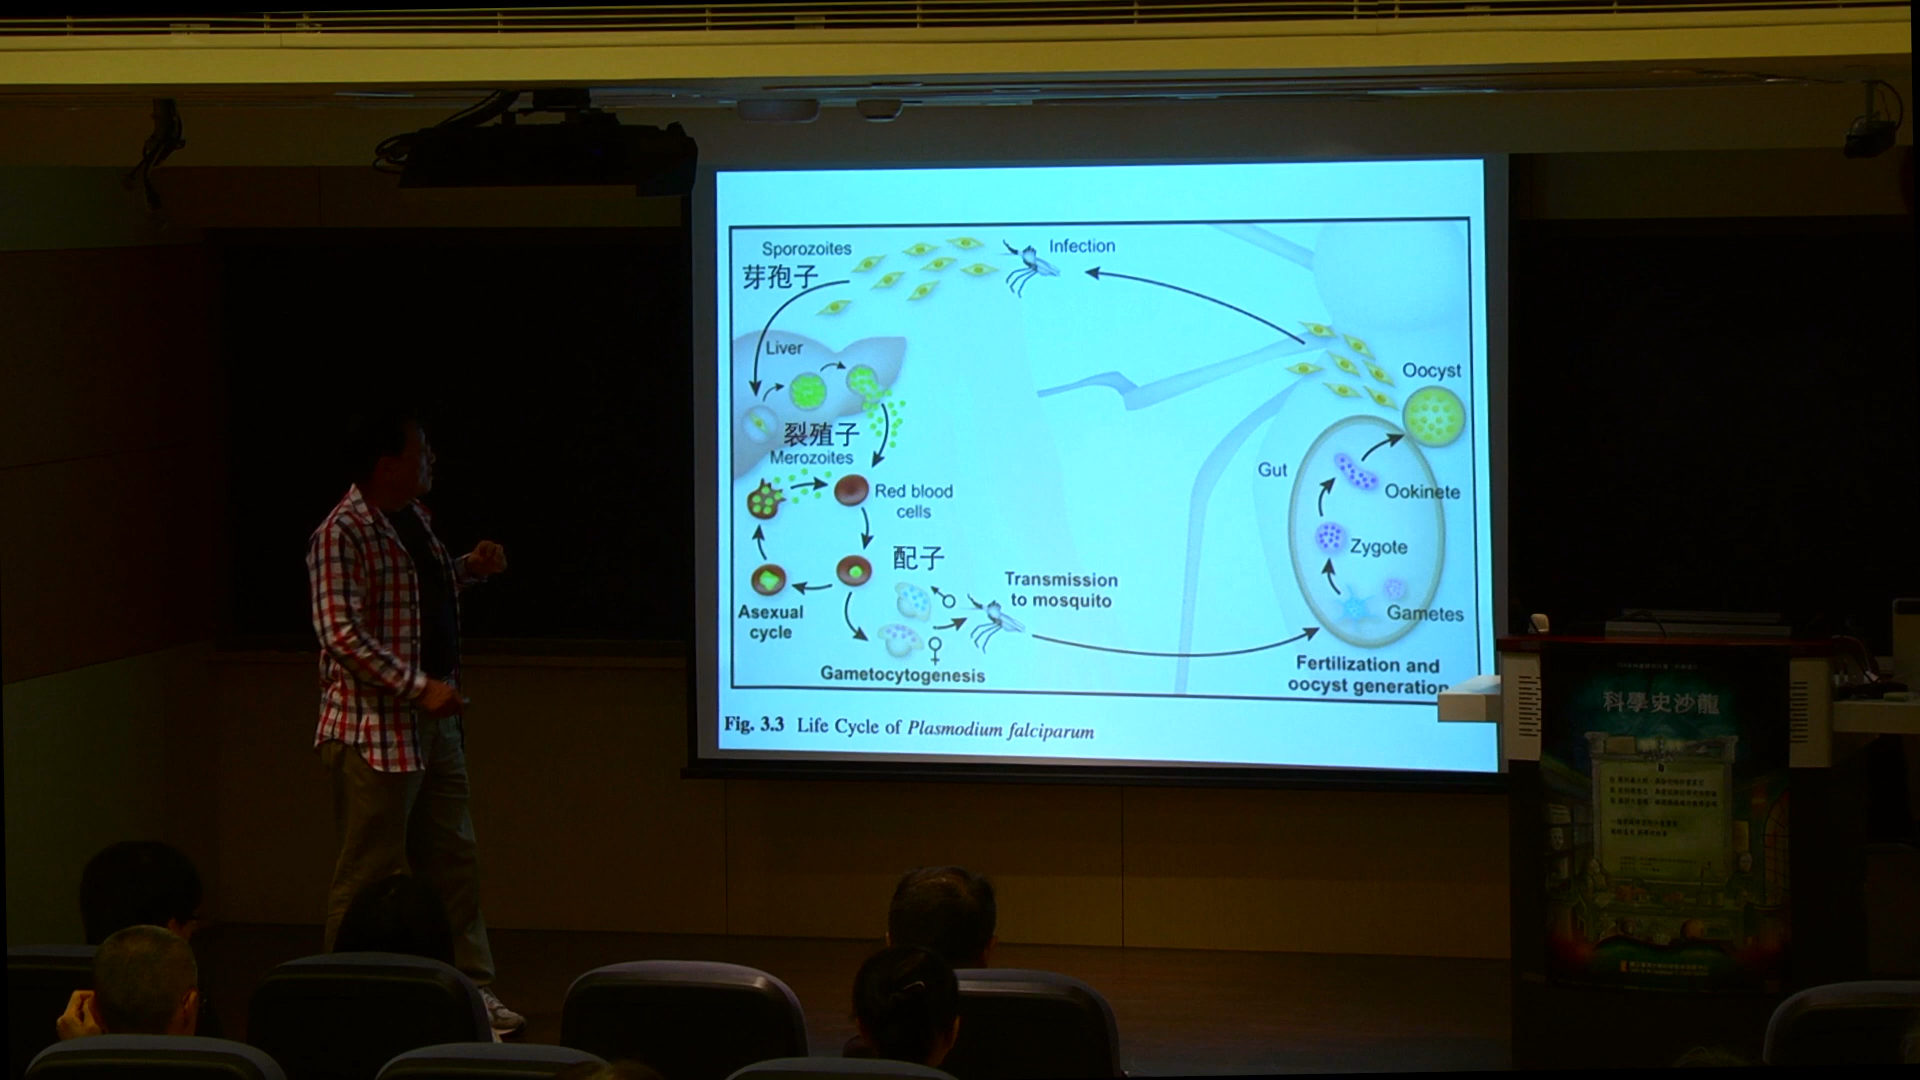 Sporozoites
芽孢子
Infection
Liver
Oocyst
裂殖子
Merozoites
Gut
Red blood
cells
Ookinete
配子
Zygote
Transmission
to mosquito
Asexual
cycle
Gametes
Gametocytogenesis
Fertilization and
oocyst generation
Fig. 3.3 Life Cycle of Plasmodium falciparum
科學史沙龍